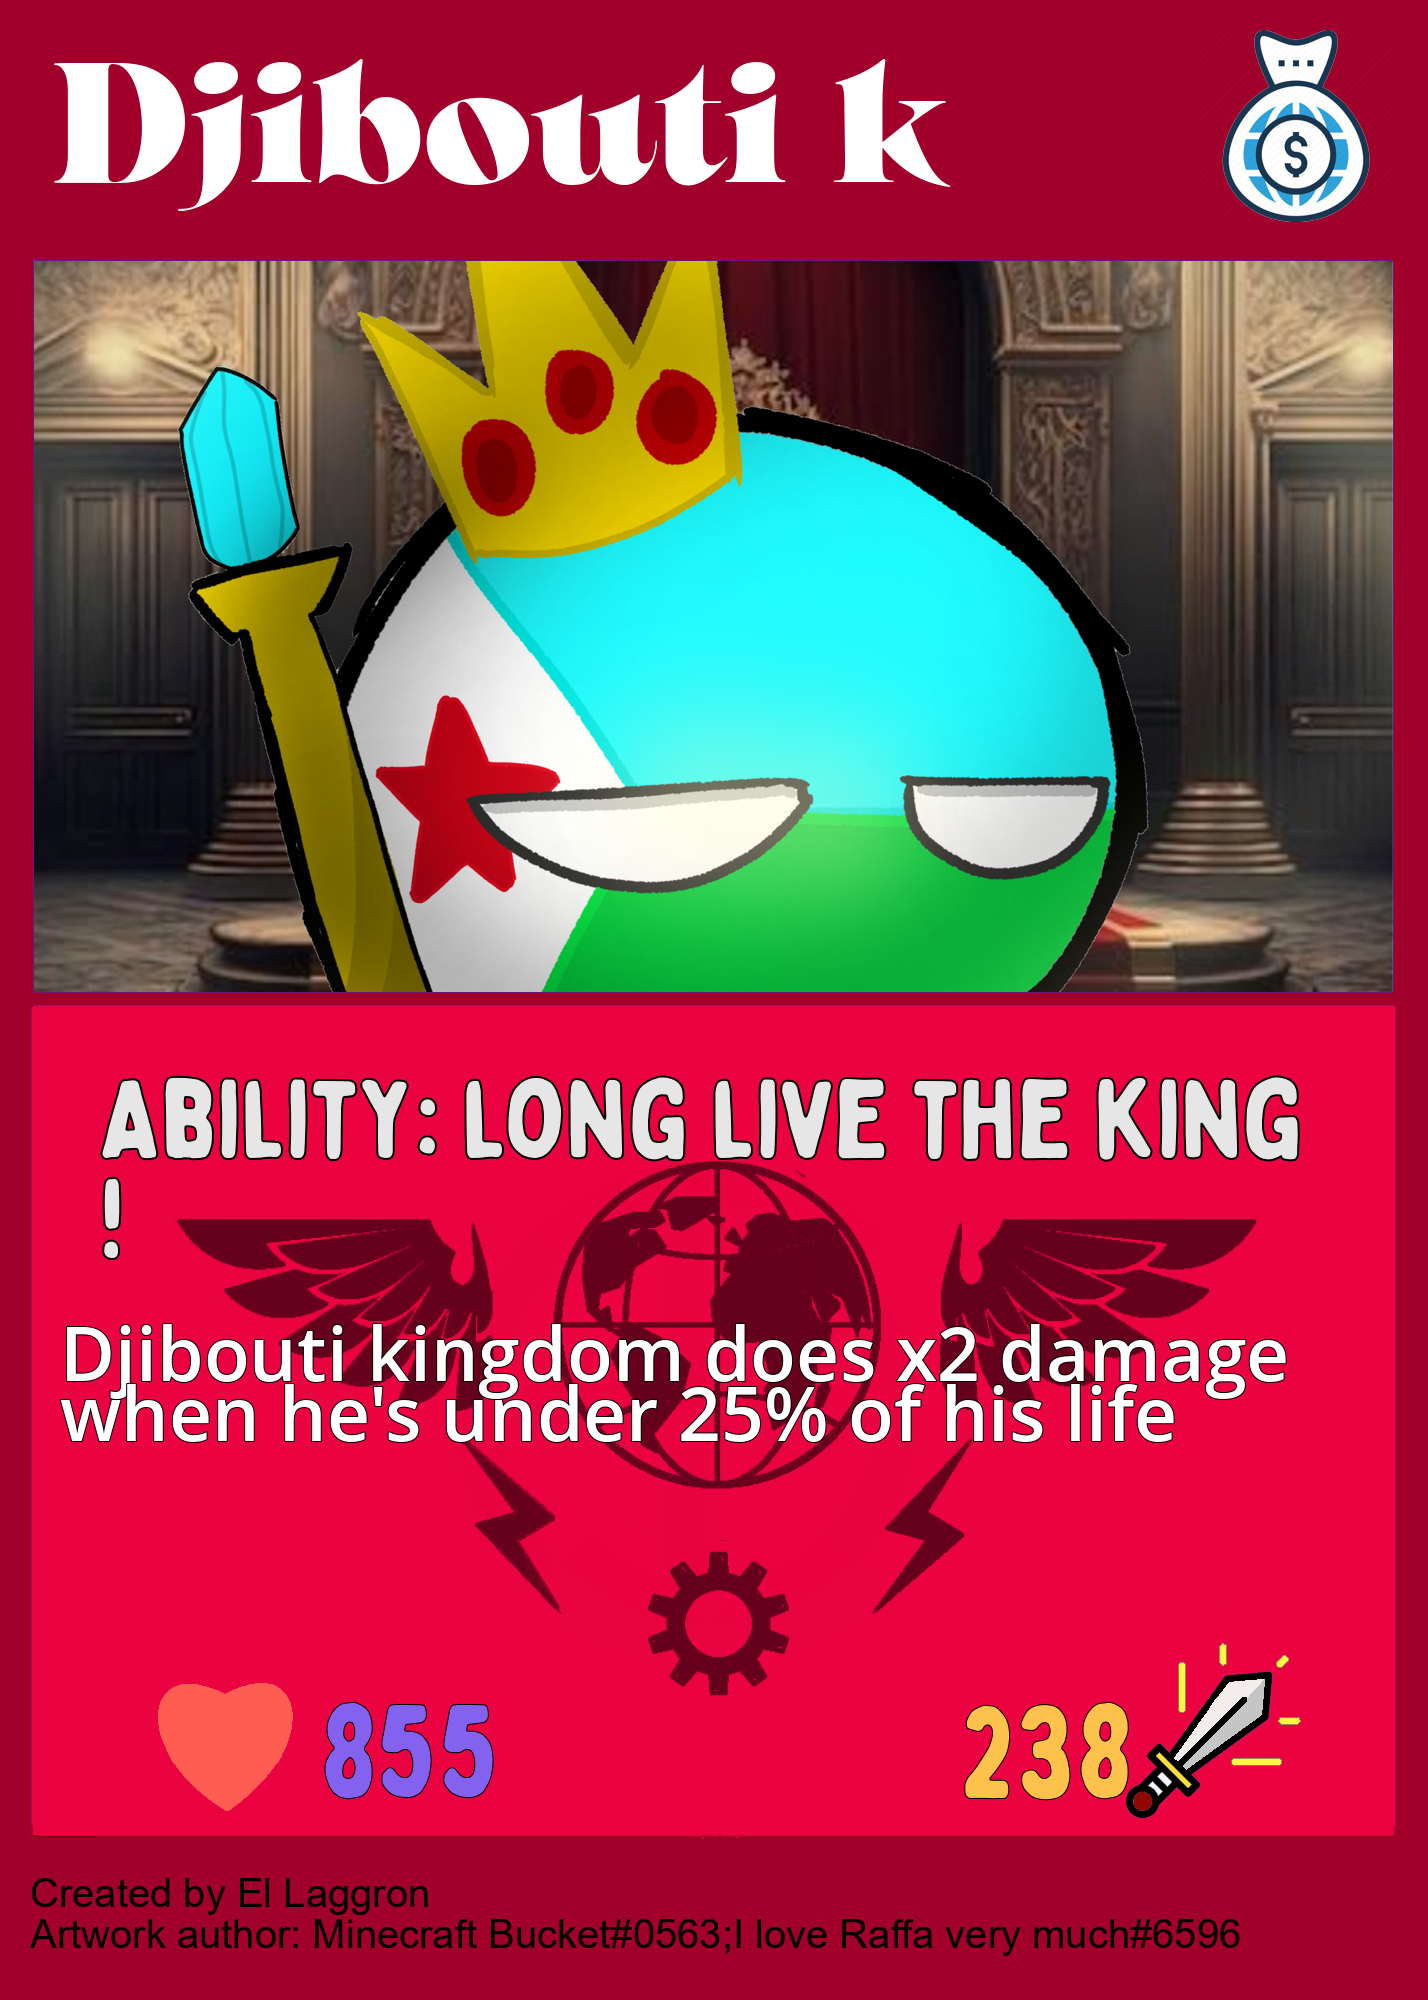 Djibouti k
$
ABILITY: LONG LIVE THE KING
!
Djibouti kingdom does x2 damage
when he's under 25% of his life
855
238
Created by El Laggron
Artwork author: Minecraft Bucket#0563;I love Raffa very much#6596